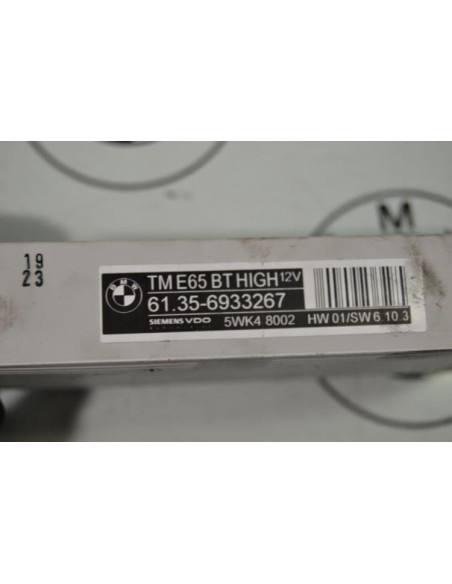 M
19
23
BMW
TM E65 BT HIGH 12V
61.35-6933267
SIEMENS VDO 5WK4 8002 HW 01/SW 6.10.3